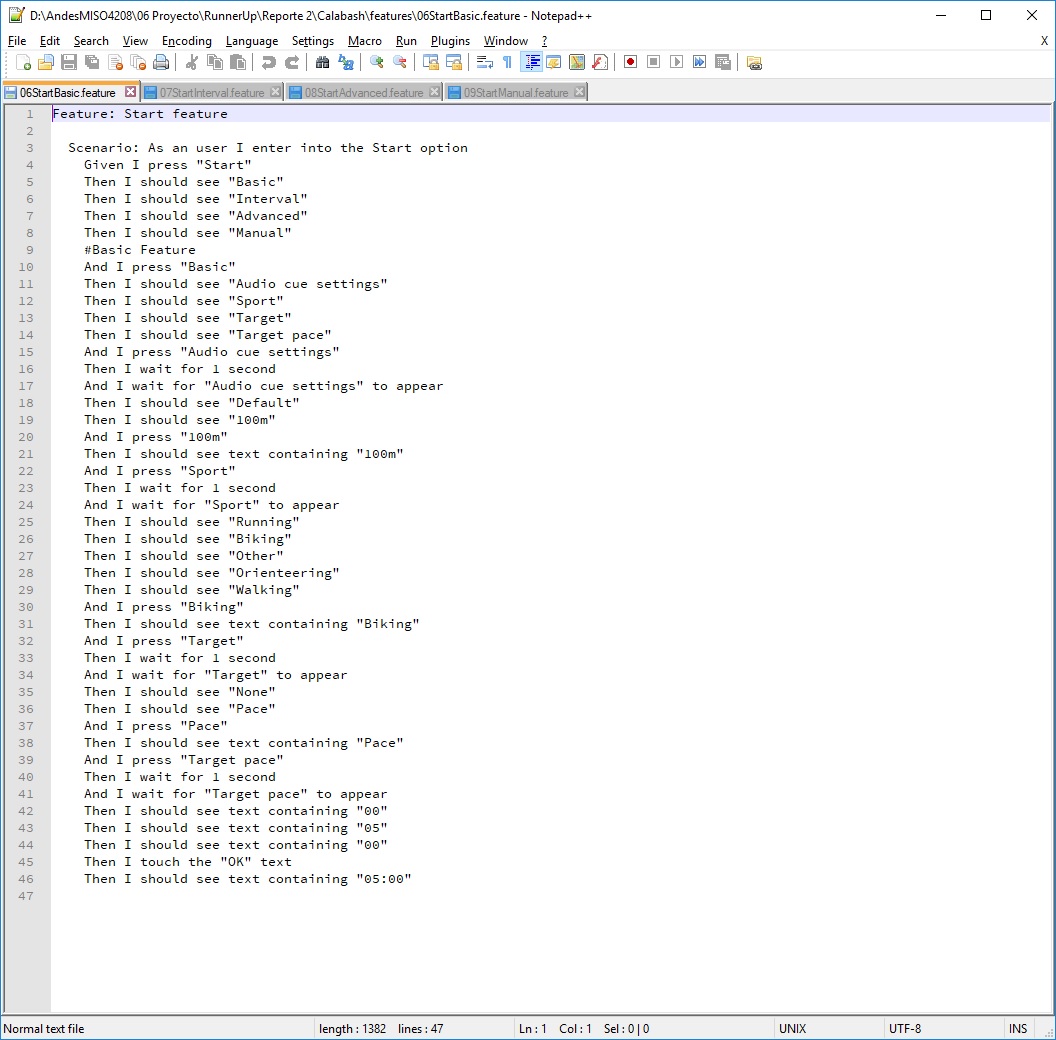 D:\AndesMISO4208\06 Proyecto\RunnerUp\Reporte 2\Calabash\features\06StartBasic.feature - Notepad++
File Edit Search View Encoding Language Settings Macro Run Plugins Window ? X
06StartBasic.feature 07StartInterval.feature 08StartAdvanced.feature 09StartManual.feature
1 Feature: Start feature
2
3 Scenario: As an user I enter into the Start option
4 Given I press "Start"
5 Then I should see "Basic"
6 Then I should see "Interval"
7 Then I should see "Advanced"
8 Then I should see "Manual"
9 #Basic Feature
10 And I press "Basic"
11 Then I should see "Audio cue settings"
12 Then I should see "Sport"
13 Then I should see "Target"
14 Then I should see "Target pace"
15 And I press "Audio cue settings"
16 Then I wait for 1 second
17 And I wait for "Audio cue settings" to appear
18 Then I should see "Default"
19 Then I should see "100m"
20 And I press "100m"
21 Then I should see text containing "100m"
22 And I press "Sport"
23 Then I wait for 1 second
24 And I wait for "Sport" to appear
25 Then I should see "Running"
26 Then I should see "Biking"
27 Then I should see "Other"
28 Then I should see "Orienteering"
29 Then I should see "Walking"
30 And I press "Biking"
31 Then I should see text containing "Biking"
32 And I press "Target"
33 Then I wait for 1 second
34 And I wait for "Target" to appear
35 Then I should see "None"
36 Then I should see "Pace"
37 And I press "Pace"
38 Then I should see text containing "Pace"
39 And I press "Target pace"
40 Then I wait for 1 second
41 And I wait for "Target pace" to appear
42 Then I should see text containing "00"
43 Then I should see text containing "05"
44 Then I should see text containing "00"
45 Then I touch the "OK" text
46 Then I should see text containing "05:00"
47
Normal text file length : 1382 lines : 47 Ln : 1 Col : 1 Sel : 0 | 0 UNIX UTF-8 INS